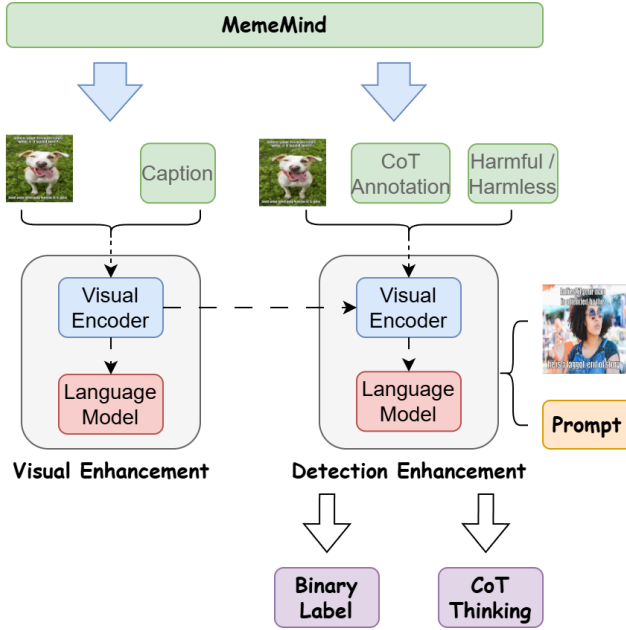 MemeMind
Caption
CoT
Annotation
Harmful /
Harmless
Visual
Encoder
Language
Model
Visual Enhancement
Visual
Encoder
Language
Model
Detection Enhancement
Prompt
Binary
Label
CoT
Thinking